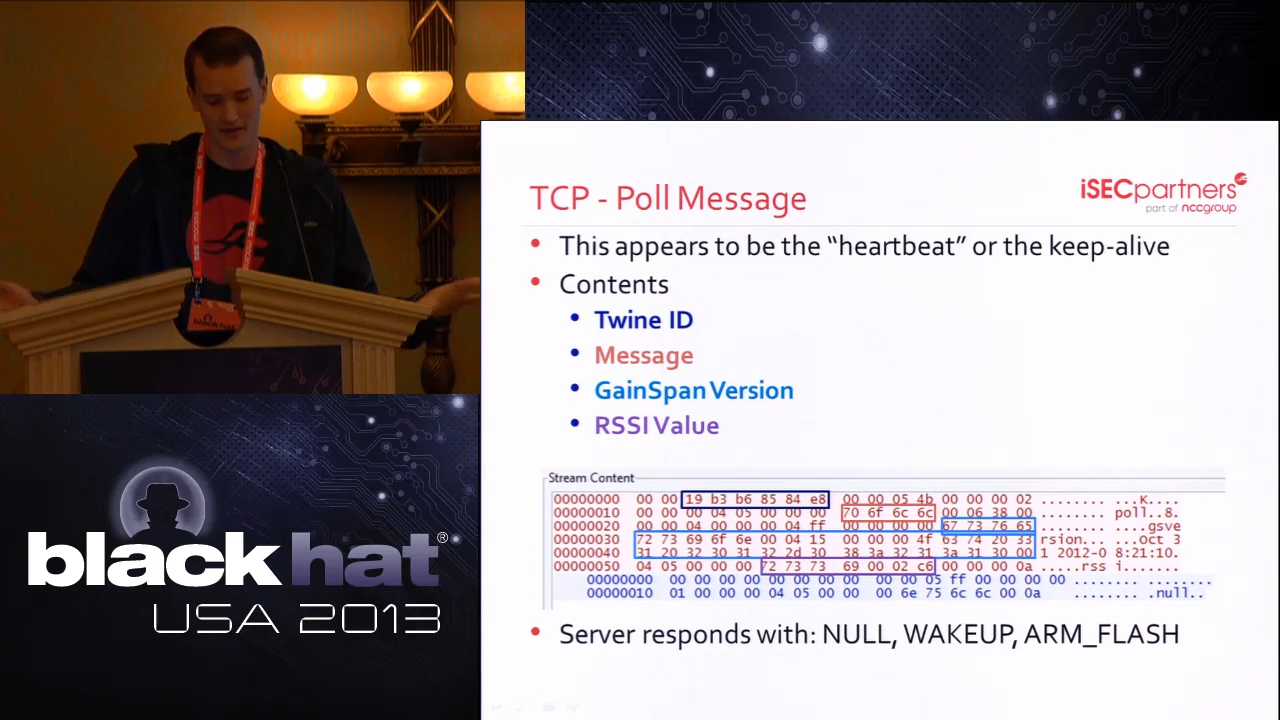 TCP - Poll Message
iSECpartners
part of nccgroup
• This appears to be the “heartbeat” or the keep-alive
• Contents
• Twine ID
• Message
• GainSpan Version
• RSSI Value
Stream Content
00000000 00 00 19 b3 b6 85 84 e8 00 00 05 4b 00 00 00 02 ........ ...K....
00000010 00 00 04 05 00 00 00 70 6f 6c 6c 00 06 38 00 poll..8.
00000020 00 00 04 00 00 04 ff 00 00 00 00 67 73 76 65 ........ ....gsve
00000030 72 73 69 6f 6e 00 04 15 00 00 00 4f 63 74 20 33 rsion... ...Oct 3
00000040 31 20 32 30 31 32 2d 30 38 3a 32 31 3a 31 30 00 1 2012-0 8:21:10.
00000050 04 05 00 00 00 72 73 73 69 00 02 c6 00 00 00 0a .....rss i.......
00000000 00 00 00 00 00 00 05 ff 00 00 00 00 00 ........ ........
00000010 01 00 00 00 04 05 00 00 00 6e 75 6c 6c 00 0a ........ .null..
• Server responds with: NULL, WAKEUP, ARM_FLASH
black hat®
USA 2013
black hat